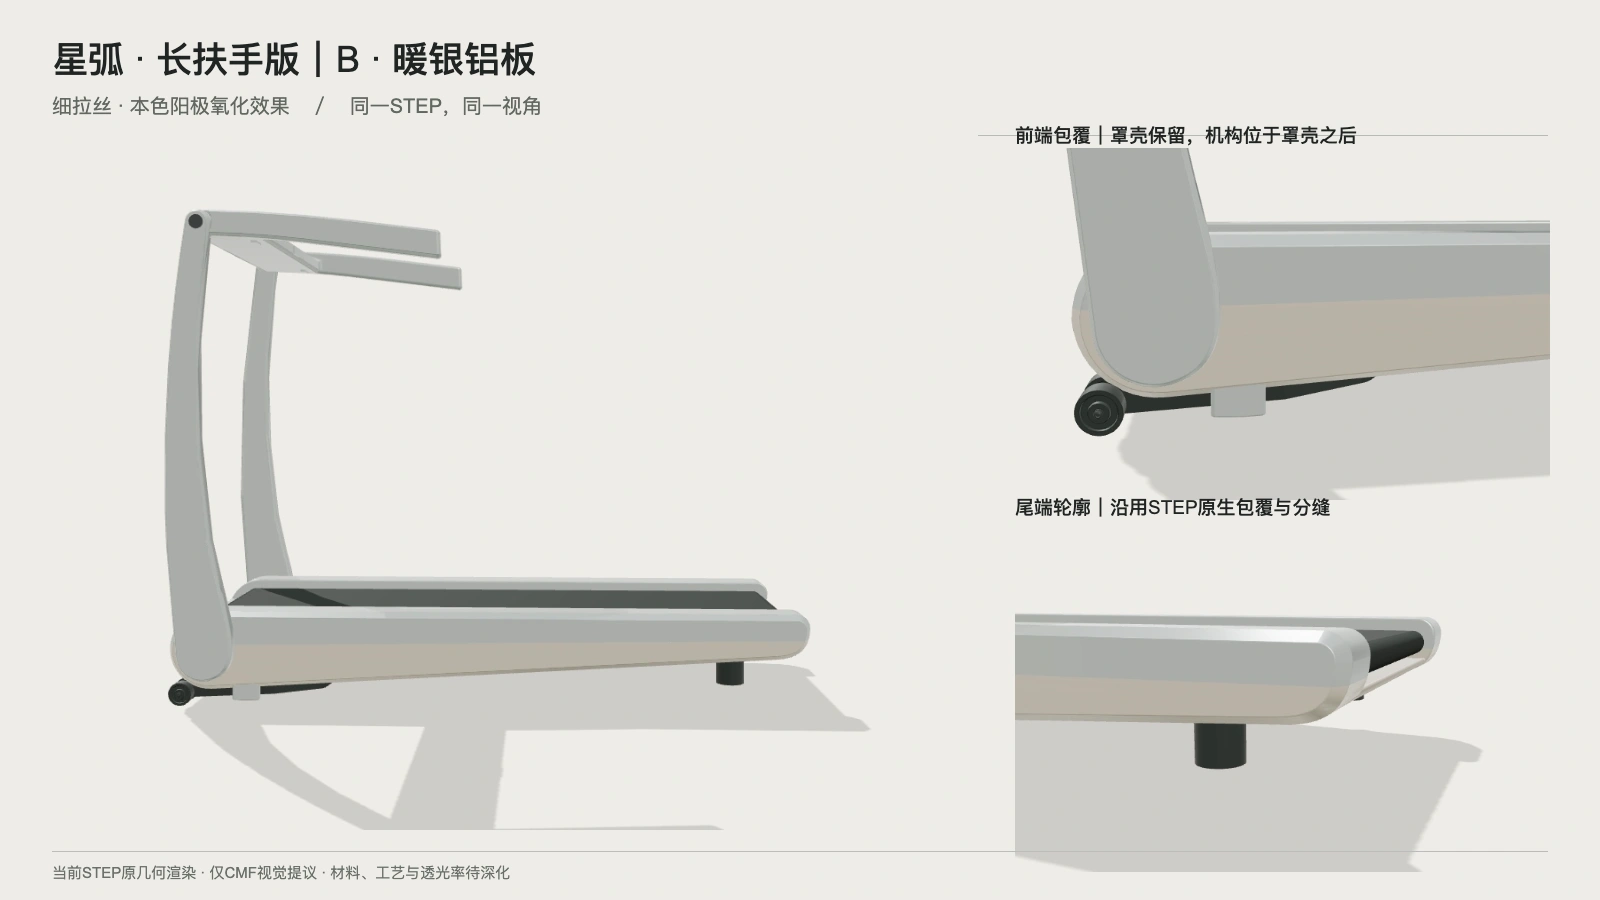 星弧 · 长扶手版｜B · 暖银铝板
细拉丝 · 本色阳极氧化效果 / 同一STEP，同一视角
前端包覆｜罩壳保留，机构位于罩壳之后
尾端轮廓｜沿用STEP原生包覆与分缝
当前STEP原几何渲染 · 仅CMF视觉提议 · 材料、工艺与透光率待深化